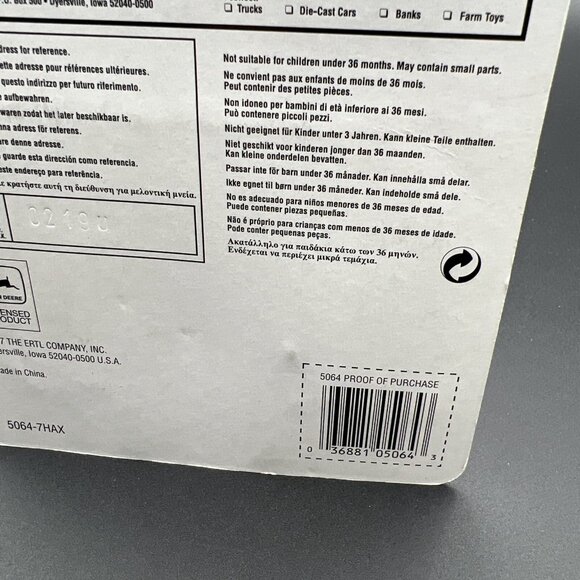 Box 500 • Dyersville, Iowa 52040-0500
☐ Trucks ☐ Die-Cast Cars ☐ Banks ☐ Farm Toys
dress for reference.
ette adresse pour références ultérieures.
questo indirizzo per futuro riferimento.
aufbewahren.
waren zodat het later beschikbaar is.
nna adress för referens.
re denne adresse.
guarde esta dirección como referencia.
este endereço para referência.
κρατήστε αυτή τη διεύθυνση για μελοντική μνεία.
0219U
Not suitable for children under 36 months. May contain small parts.
Ne convient pas aux enfants de moins de 36 mois.
Peut contenir des petites pièces.
Non idoneo per bambini di età inferiore ai 36 mesi.
Può contenere piccoli pezzi.
Nicht geeignet für Kinder unter 3 Jahren. Kann kleine Teile enthalten.
Niet geschikt voor kinderen jonger dan 36 maanden.
Kan kleine onderdelen bevatten.
Passar inte för barn under 36 månader. Kan innehålla små delar.
Ikke egnet til børn under 36 måneder. Kan indeholde små dele.
No es adecuado para niños menores de 36 meses de edad.
Puede contener piezas pequeñas.
Não é próprio para crianças com menos de 36 meses de idade.
Pode conter pequenas peças.
Ακατάλληλο για παιδάκια κάτω των 36 μηνών.
Ενδέχεται να περιέχει μικρά τεμάχια.
DEERE
ENSED
ODUCT
7 THE ERTL COMPANY, INC.
ersville, Iowa 52040-0500 U.S.A.
ade in China.
5064-7HAX
5064 PROOF OF PURCHASE
0 36881 05064 3